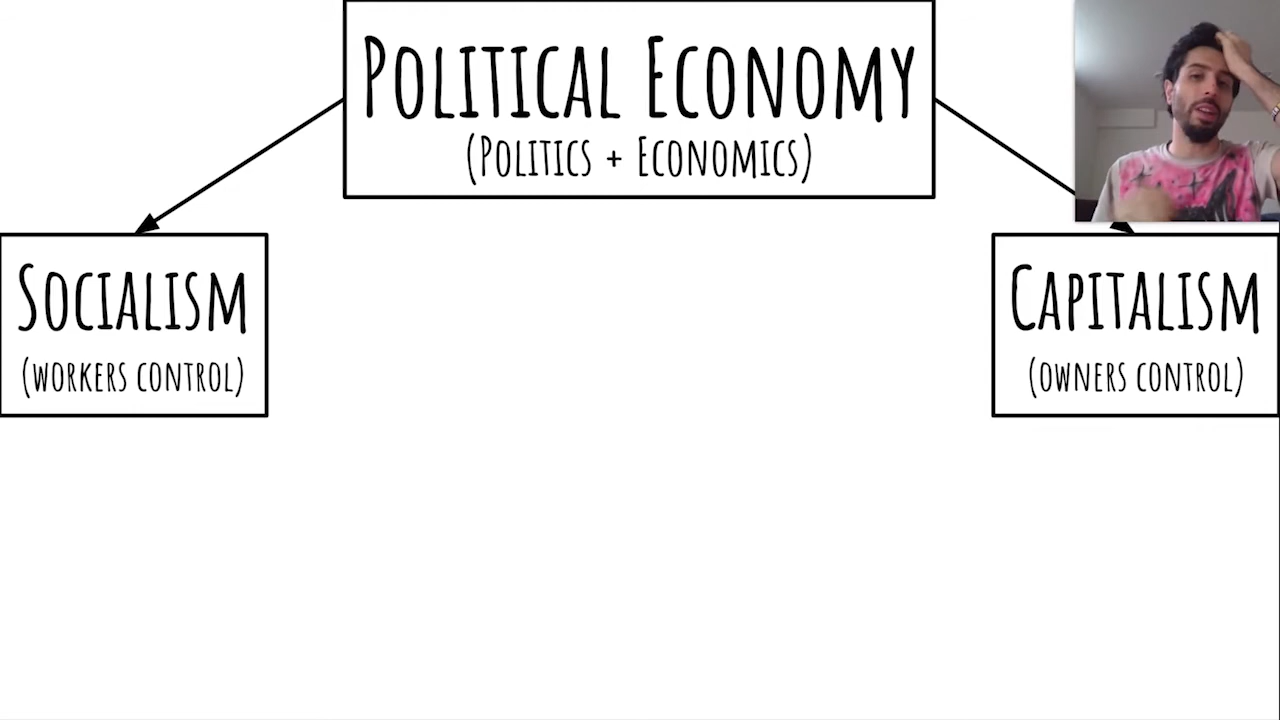 POLITICAL ECONOMY
(POLITICS + ECONOMICS)
SOCIALISM
(WORKERS CONTROL)
CAPITALISM
(OWNERS CONTROL)